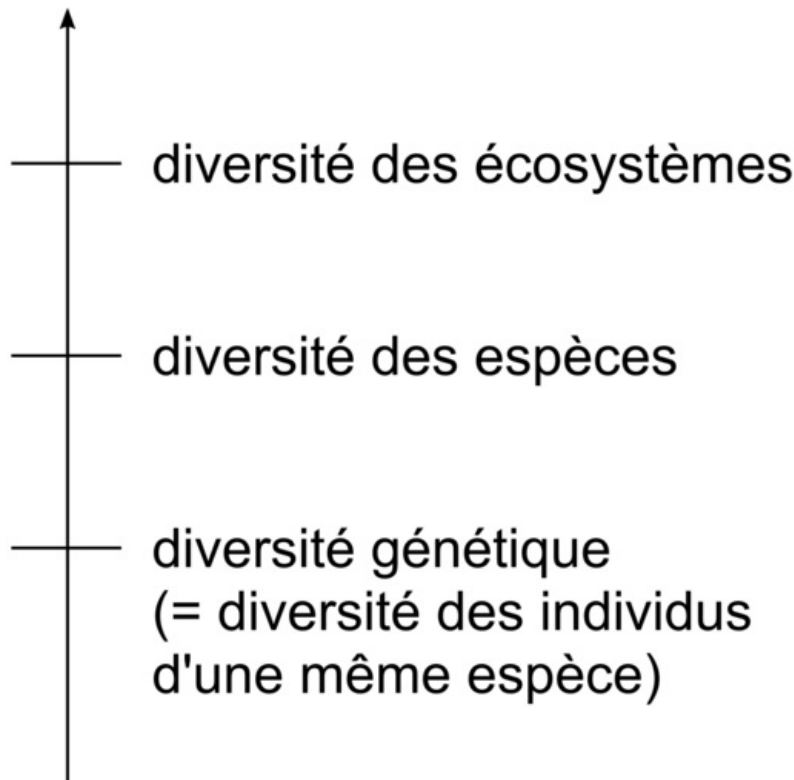 diversité des écosystèmes
diversité des espèces
diversité génétique
(= diversité des individus
d'une même espèce)